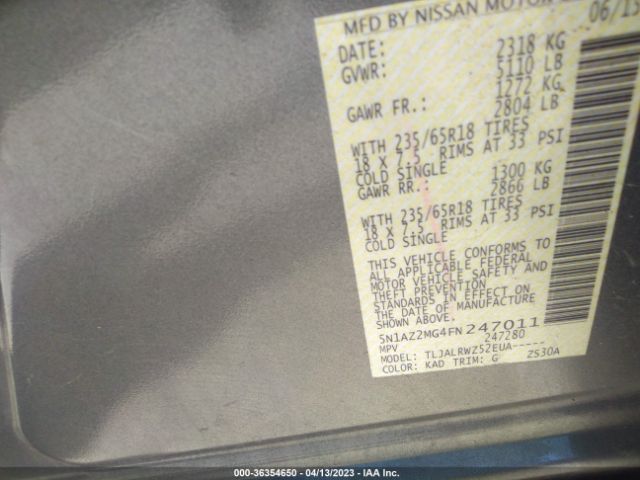 MFD BY NISSAN MOTOR
DATE: 06/15
GVWR: 2318 KG
5110 LB
GAWR FR.: 1272 KG
2804 LB
WITH 235/65R18 TIRES
18 X 7.5 RIMS AT 33 PSI
COLD SINGLE
GAWR RR.: 1300 KG
2866 LB
WITH 235/65R18 TIRES
18 X 7.5 RIMS AT 33 PSI
COLD SINGLE
THIS VEHICLE CONFORMS TO
ALL APPLICABLE FEDERAL
MOTOR VEHICLE SAFETY AND
THEFT PREVENTION
STANDARDS IN EFFECT ON
THE DATE OF MANUFACTURE
5N1AZ2MG4FN247011
MPV 247280
MODEL: TLJALRWZ52EUA-----
COLOR: KAD TRIM: G ZS30A
000-36354650 - 04/13/2023 - IAA Inc.